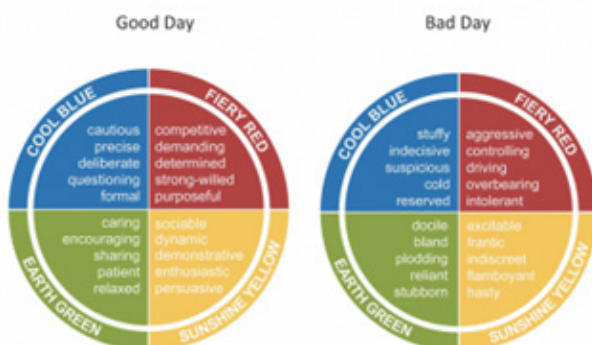 Good Day
COOL BLUE
FIERY RED
cautious
precise
deliberate
questioning
formal
competitive
demanding
determined
strong-willed
purposeful
caring
encouraging
sharing
patient
relaxed
sociable
dynamic
demonstrative
enthusiastic
persuasive
EARTH GREEN
SUNSHINE YELLOW
Bad Day
COOL BLUE
FIERY RED
stuffy
indecisive
suspicious
cold
reserved
aggressive
controlling
driving
overbearing
intolerant
docile
bland
plodding
reliant
stubborn
excitable
frantic
indiscreet
flamboyant
hasty
EARTH GREEN
SUNSHINE YELLOW